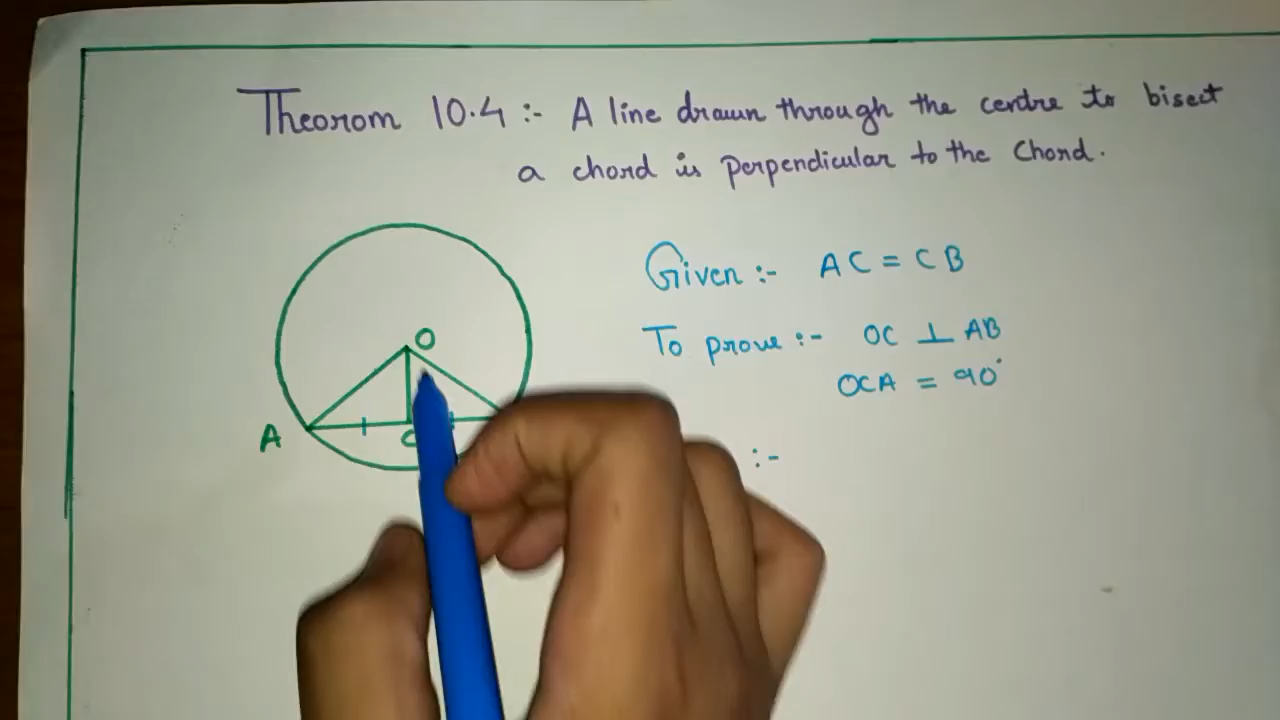 Theorom 10.4 :- A line drawn through the centre to bisect
a chord is perpendicular to the Chord.
Given :- AC = CB
To prove :- OC ⊥ AB
OCA = 90°
:-
O
A
C